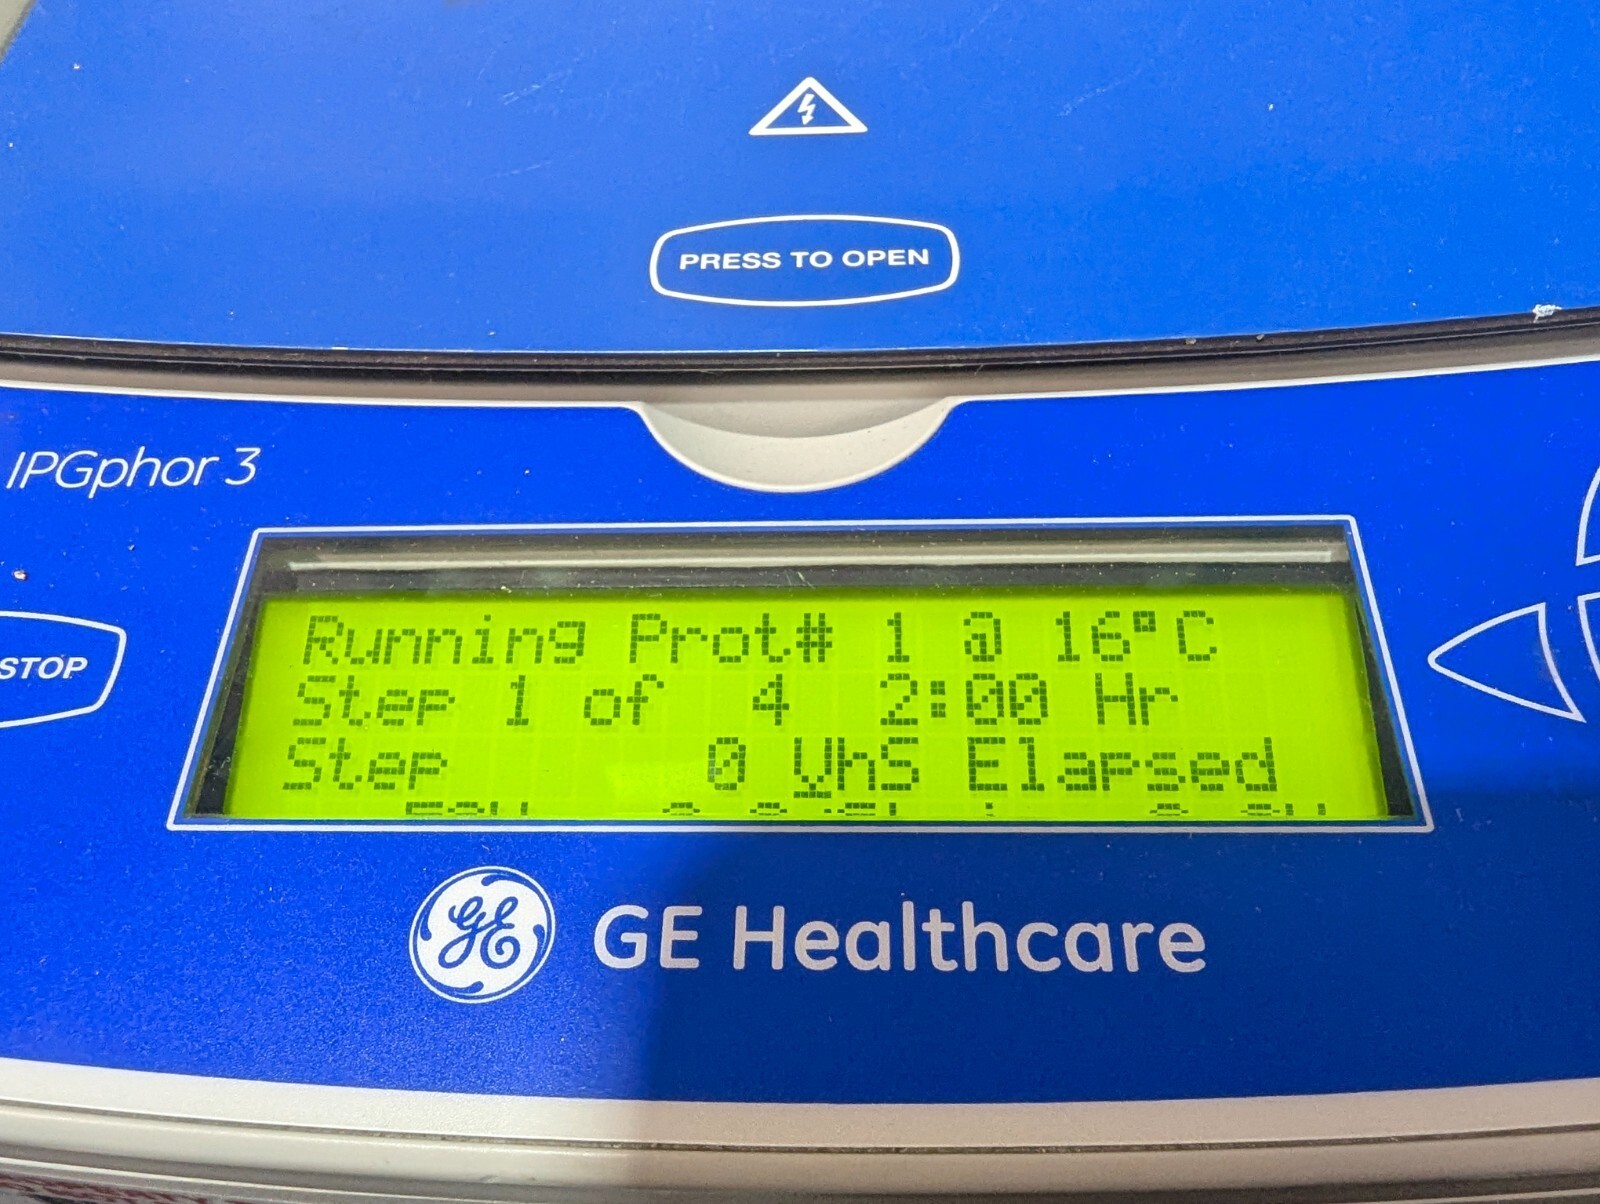 PRESS TO OPEN
IPGphor 3
STOP
Running Prot# 1 @ 16°C
Step 1 of 4 2:00 Hr
Step 0 VhS Elapsed
GE
GE Healthcare